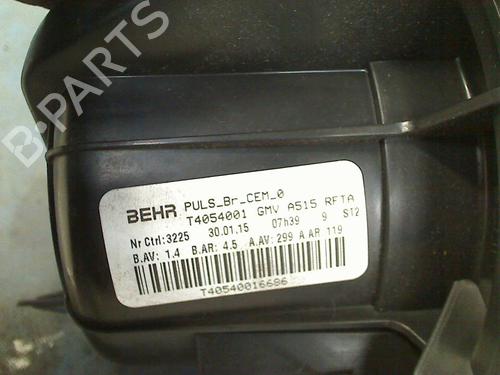 B-PARTS
BEHR PULS_Br_CEM_0
T4054001 GMV A515 RFTA
Nr Ctrl:3225 30.01.15 07h39 9 S12
B.AV: 1.4 B.AR: 4.5 A.AV: 299 A AR 119
T40540016686